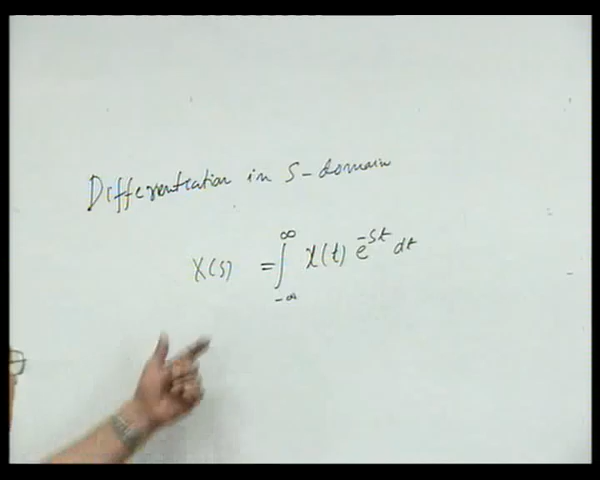 Differentiation in S-domain
X(s) = ∫_{-∞}^{∞} x(t) e^{-st} dt